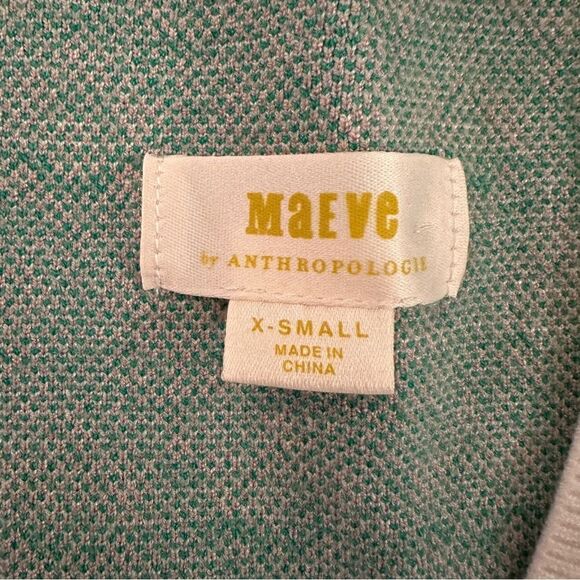 MaEve
by ANTHROPOLOGIE
X-SMALL
MADE IN
CHINA